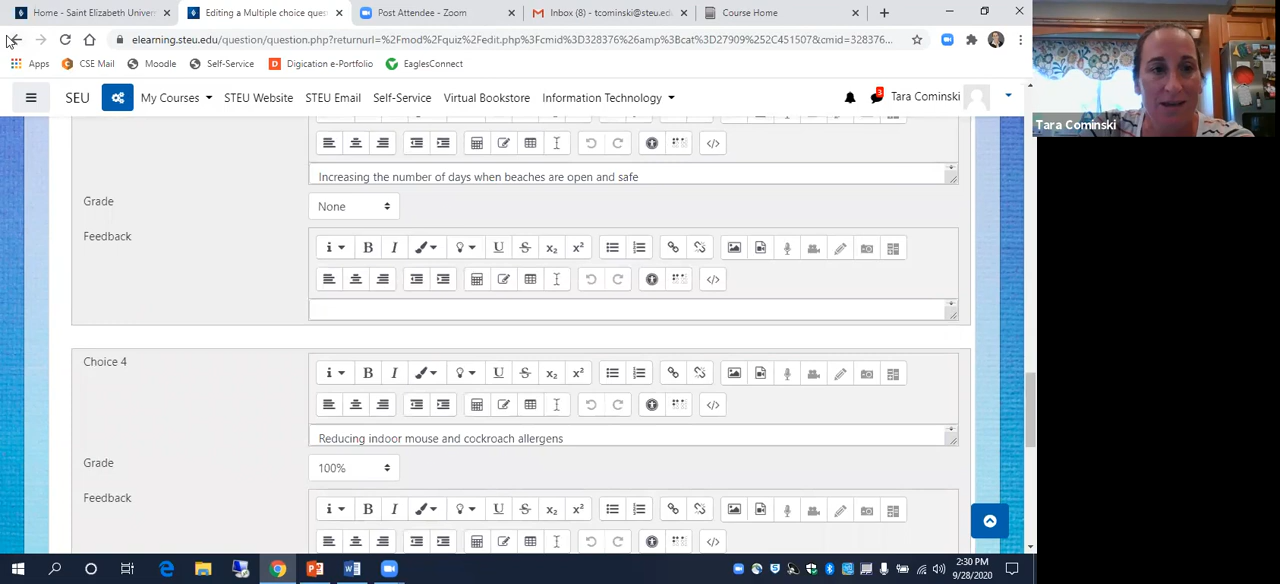 Home - Saint Elizabeth Univer
Editing a Multiple choice ques
Post Attendee - Zoom
Inbox (8) - tcominski@steu.ed
Course Home
elearning.steu.edu/question/question.php?returnurl=%2Fmod%2Fquiz%2Fedit.php%3Fcmid%3D328376%26amp%3Bcat%3D27909%252C451507&cmid=328376...
Apps
CSE Mail
Moodle
Self-Service
Digication e-Portfolio
EaglesConnect
SEU
My Courses
STEU Website
STEU Email
Self-Service
Virtual Bookstore
Information Technology
3
Tara Cominski
Tara Cominski
Increasing the number of days when beaches are open and safe
Grade
None
Feedback
Choice 4
Reducing indoor mouse and cockroach allergens
Grade
100%
Feedback
2:30 PM
9/28/2020